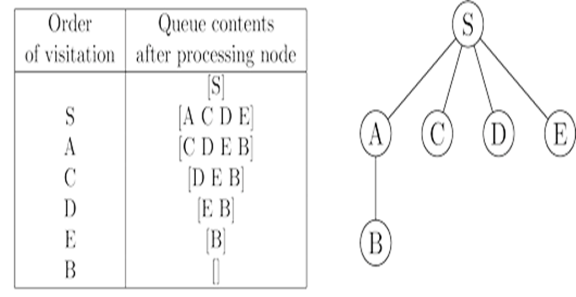 Order Queue contents
of visitation after processing node
[S]
S [A C D E]
A [C D E B]
C [D E B]
D [E B]
E [B]
B []
S
A C D E
B